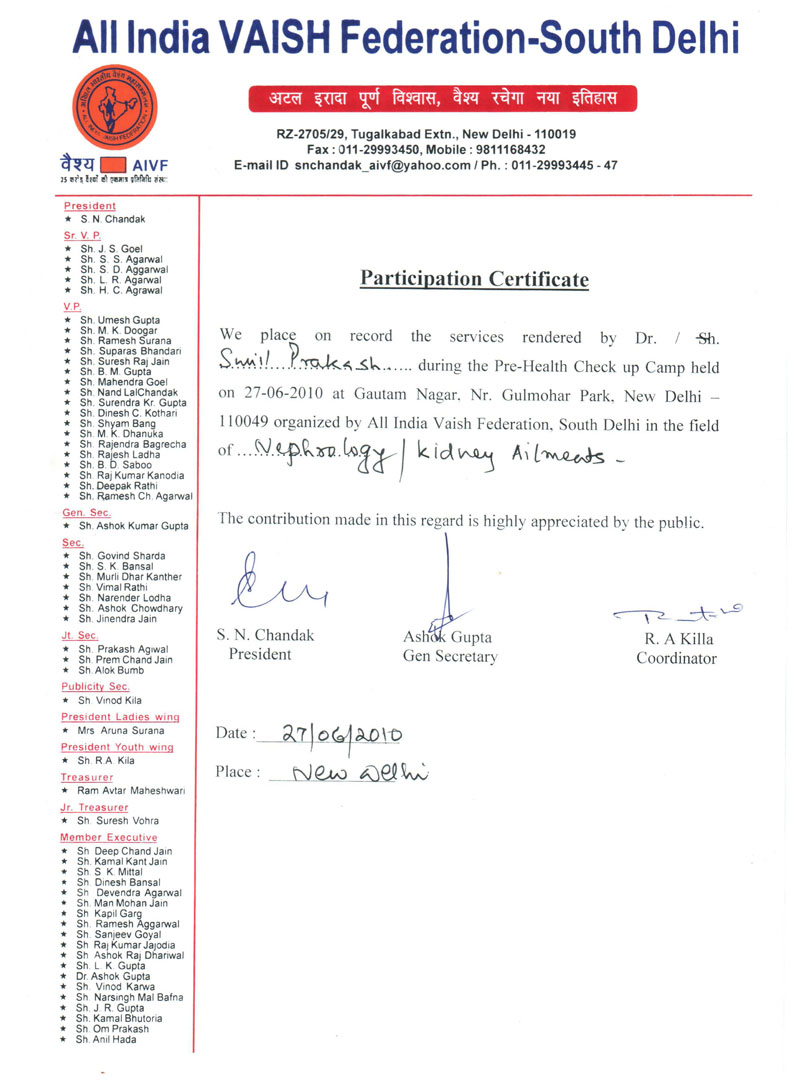 All India VAISH Federation-South Delhi
अटल इरादा पूर्ण विश्वास, वैश्य रचेगा नया इतिहास
RZ-2705/29, Tugalkabad Extn., New Delhi - 110019
Fax : 011-29993450, Mobile : 9811168432
E-mail ID snchandak_aivf@yahoo.com / Ph. : 011-29993445 - 47
वैश्य AIVF
25 करोड़ वैश्यों की एकमात्र प्रतिनिधि संस्था
President
★ S. N. Chandak
Sr. V. P.
★ Sh. J. S. Goel
★ Sh. S. S. Agarwal
★ Sh. S. D. Aggarwal
★ Sh. L. R. Agarwal
★ Sh. H. C. Agrawal
V.P.
★ Sh. Umesh Gupta
★ Sh. M. K. Doogar
★ Sh. Ramesh Surana
★ Sh. Suparas Bhandari
★ Sh. Suresh Raj Jain
★ Sh. B. M. Gupta
★ Sh. Mahendra Goel
★ Sh. Nand LalChandak
★ Sh. Surendra Kr. Gupta
★ Sh. Dinesh C. Kothari
★ Sh. Shyam Bang
★ Sh. M. K. Dhanuka
★ Sh. Rajendra Bagrecha
★ Sh. Rajesh Ladha
★ Sh. B. D. Saboo
★ Sh. Raj Kumar Kanodia
★ Sh. Deepak Rathi
★ Sh. Ramesh Ch. Agarwal
Gen. Sec.
★ Sh. Ashok Kumar Gupta
Sec.
★ Sh. Govind Sharda
★ Sh. S. K. Bansal
★ Sh. Murli Dhar Kanther
★ Sh. Vimal Rathi
★ Sh. Narender Lodha
★ Sh. Ashok Chowdhary
★ Sh. Jinendra Jain
Jt. Sec.
★ Sh. Prakash Agiwal
★ Sh. Prem Chand Jain
★ Sh. Alok Bumb
Publicity Sec.
★ Sh. Vinod Kila
President Ladies wing
★ Mrs Aruna Surana
President Youth wing
★ Sh. R.A. Kila
Treasurer
★ Ram Avtar Maheshwari
Jr. Treasurer
★ Sh. Suresh Vohra
Member Executive
★ Sh. Deep Chand Jain
★ Sh. Kamal Kant Jain
★ Sh. S. K. Mittal
★ Sh. Dinesh Bansal
★ Sh Devendra Agarwal
★ Sh. Man Mohan Jain
★ Sh Kapil Garg
★ Sh. Ramesh Aggarwal
★ Sh. Sanjeev Goyal
★ Sh Raj Kumar Jajodia
★ Sh Ashok Raj Dhariwal
★ Sh. L. K. Gupta
★ Dr. Ashok Gupta
★ Sh. Vinod Karwa
★ Sh Narsingh Mal Bafna
★ Sh. J. R. Gupta
★ Sh. Kamal Bhutoria
★ Sh. Om Prakash
★ Sh. Anil Hada
Participation Certificate
We place on record the services rendered by Dr. / Sh.
Sunil Prakash..... during the Pre-Health Check up Camp held
on 27-06-2010 at Gautam Nagar, Nr. Gulmohar Park, New Delhi –
110049 organized by All India Vaish Federation, South Delhi in the field
of .....Nephrology / Kidney Ailments -
The contribution made in this regard is highly appreciated by the public.
S. N. Chandak Ashok Gupta R. A Killa
President Gen Secretary Coordinator
Date : 27/06/2010
Place : New Delhi